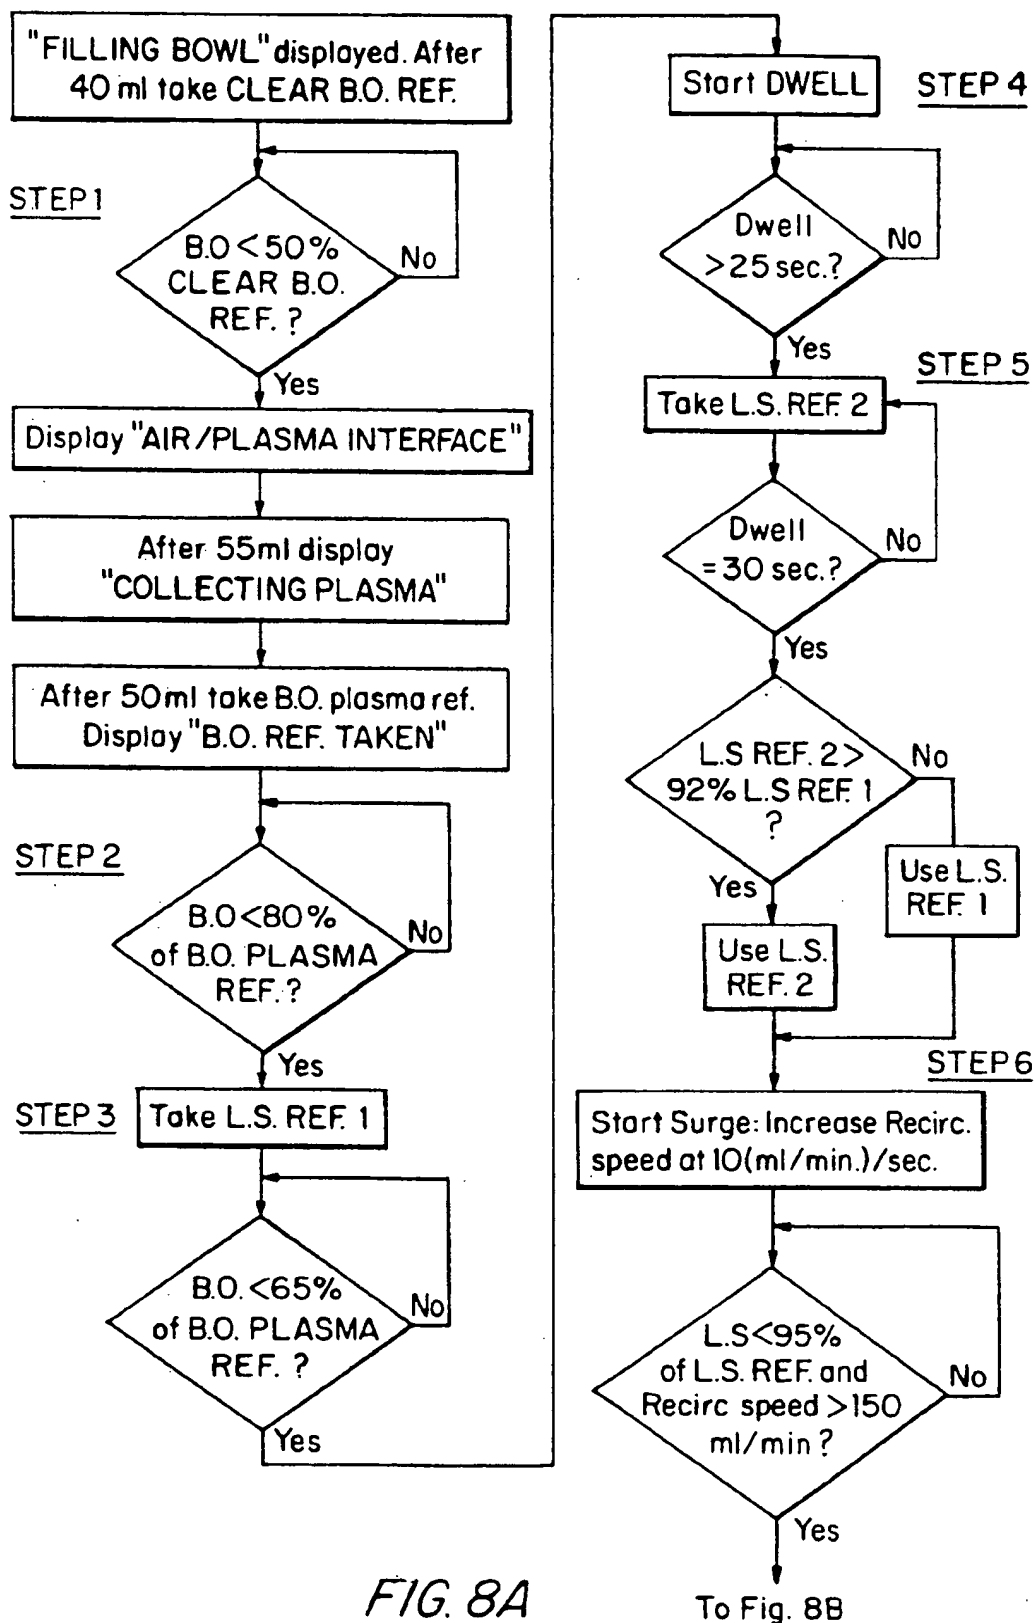 "FILLING BOWL" displayed. After
40 ml take CLEAR B.O. REF.
STEP 1
B.O < 50%
CLEAR B.O.
REF. ?
No
Yes
Display "AIR/PLASMA INTERFACE"
After 55ml display
"COLLECTING PLASMA"
After 50ml take B.O. plasma ref.
Display "B.O. REF. TAKEN"
STEP 2
B.O<80%
of B.O. PLASMA
REF. ?
No
Yes
STEP 3
Take L.S. REF. 1
B.O. <65%
of B.O. PLASMA
REF. ?
No
Yes
Start DWELL
STEP 4
Dwell
>25 sec.?
No
Yes
STEP 5
Take L.S. REF. 2
Dwell
= 30 sec.?
No
Yes
L.S REF. 2>
92% L.S REF. 1
?
No
Yes
Use L.S.
REF. 1
Use L.S.
REF. 2
STEP 6
Start Surge: Increase Recirc.
speed at 10(ml/min.)/sec.
L.S<95%
of L.S. REF. and
Recirc speed >150
ml/min ?
No
Yes
To Fig. 8B
FIG. 8A